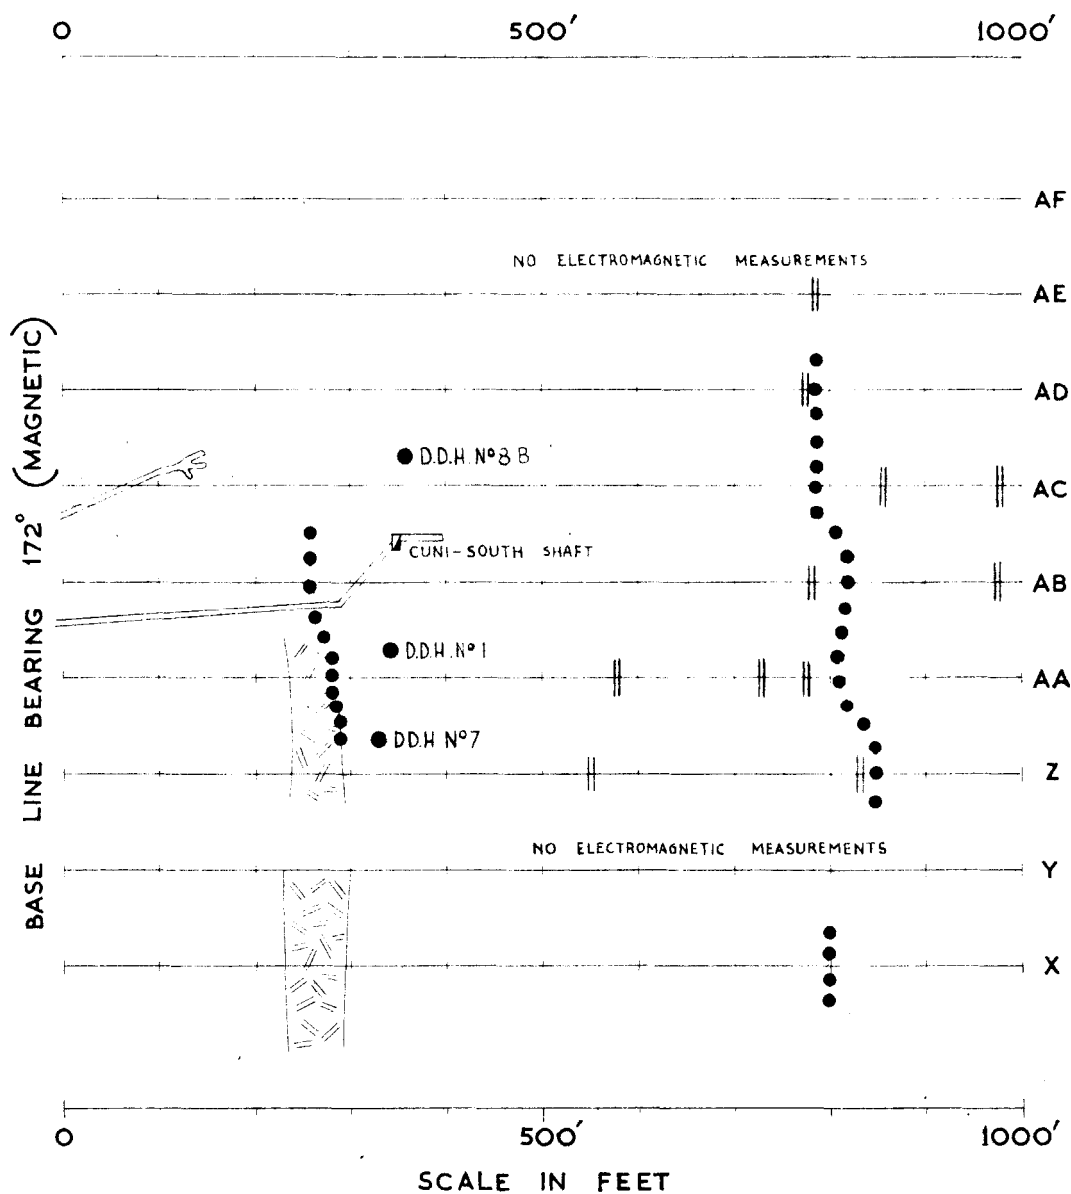 0 500' 1000'
AF
NO ELECTROMAGNETIC MEASUREMENTS
AE
AD
D.D.H. Nº 8 B
AC
CUNI-SOUTH SHAFT
AB
D.D.H. Nº 1
AA
D.D.H Nº 7
Z
NO ELECTROMAGNETIC MEASUREMENTS
Y
X
BASE LINE BEARING 172° (MAGNETIC)
0 500' 1000'
SCALE IN FEET